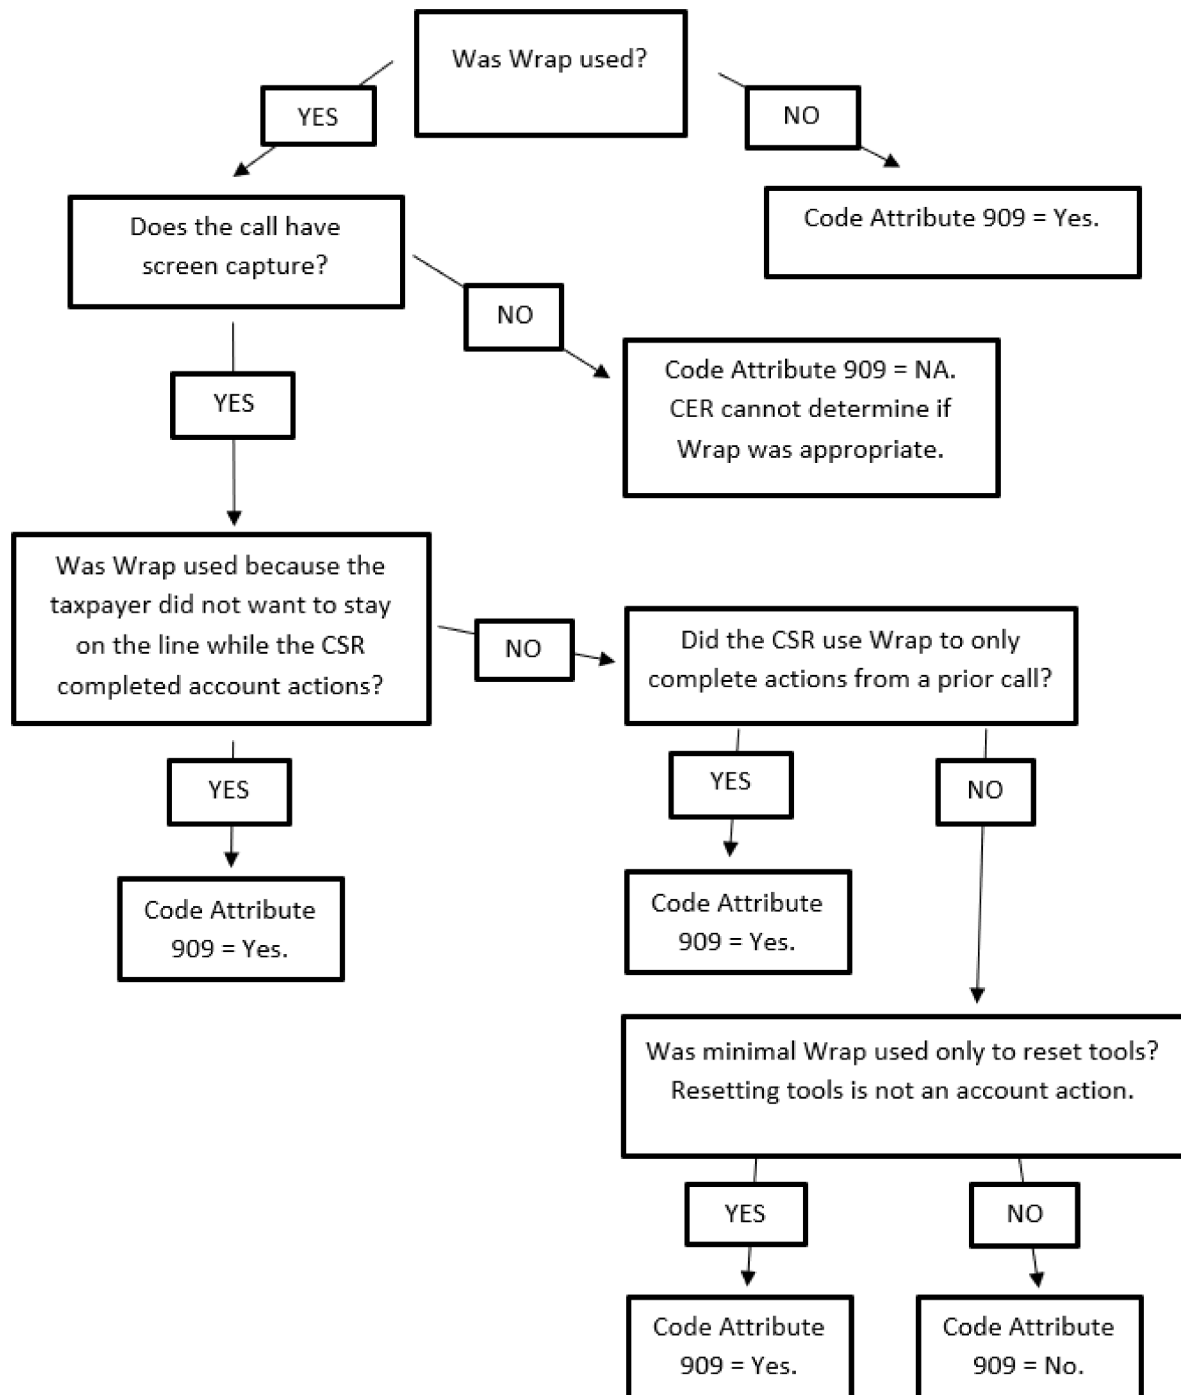 Was Wrap used?
YES
NO
Does the call have
screen capture?
Code Attribute 909 = Yes.
NO
YES
Code Attribute 909 = NA.
CER cannot determine if
Wrap was appropriate.
Was Wrap used because the
taxpayer did not want to stay
on the line while the CSR
completed account actions?
NO
Did the CSR use Wrap to only
complete actions from a prior call?
YES
YES
NO
Code Attribute
909 = Yes.
Code Attribute
909 = Yes.
Was minimal Wrap used only to reset tools?
Resetting tools is not an account action.
YES
NO
Code Attribute
909 = Yes.
Code Attribute
909 = No.